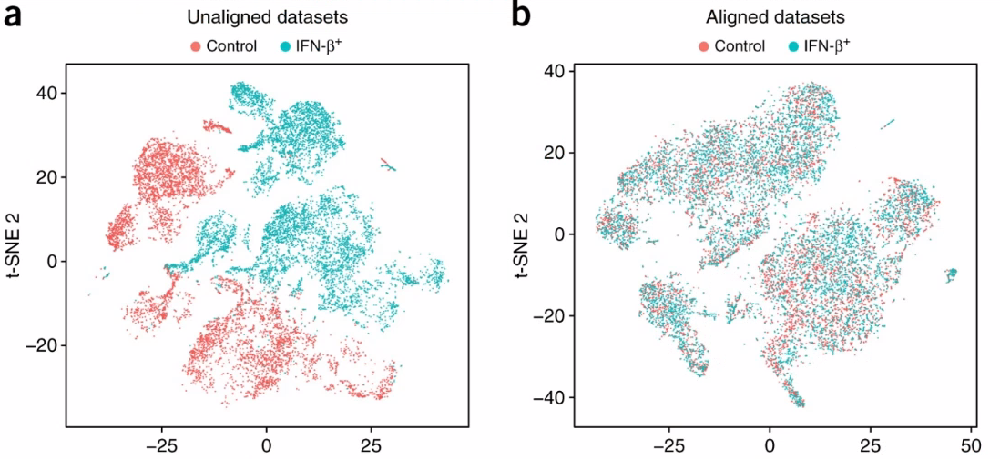 a
Unaligned datasets
Control
IFN-β+
t-SNE 2
40
20
0
−20
−25
0
25
b
Aligned datasets
Control
IFN-β+
t-SNE 2
40
20
0
−20
−40
−25
0
25
50